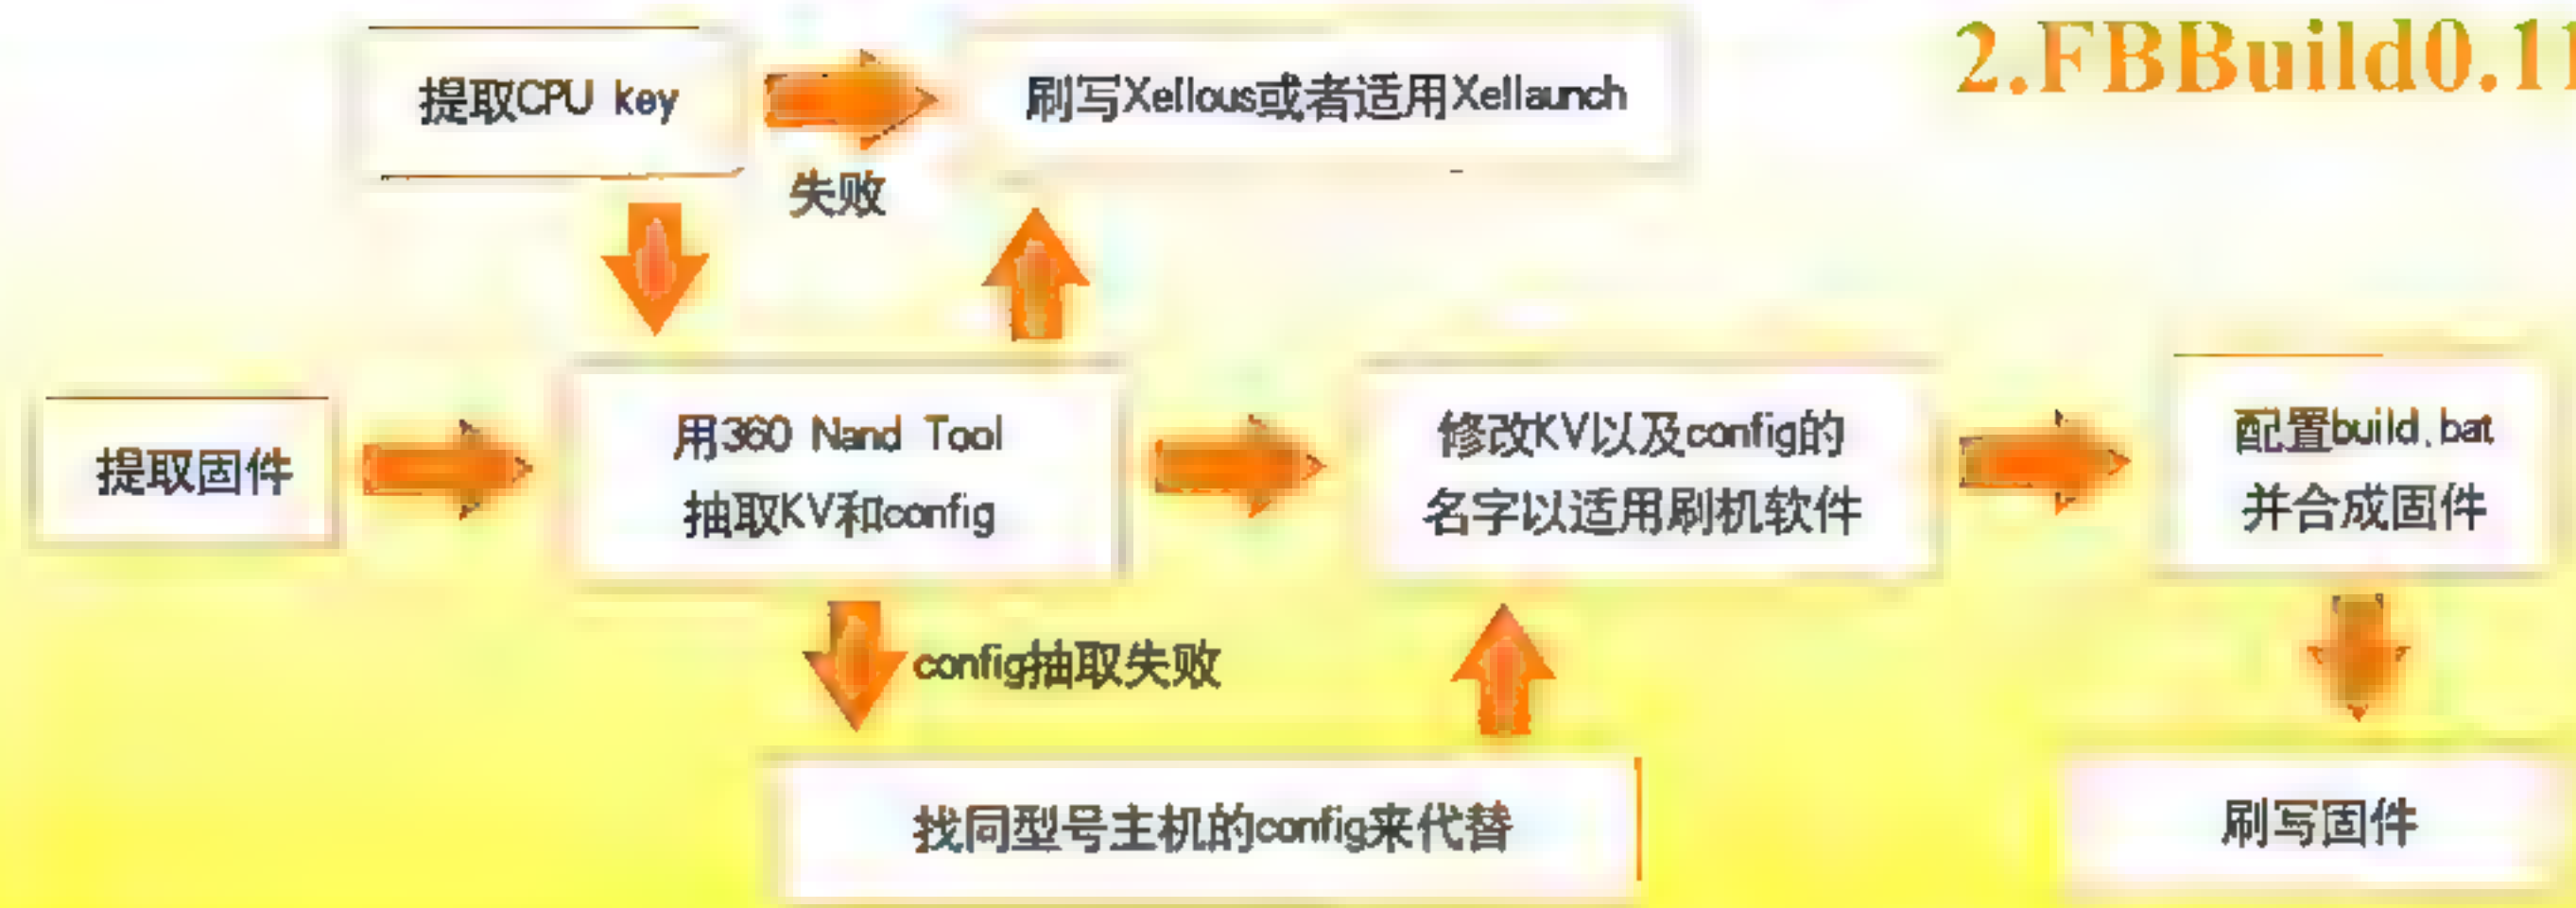 提取CPU key
刷写Xellous或者适用Xellaunch
2.FBBuild0.11
失败
提取固件
用360 Nand Tool
抽取KV和config
修改KV以及config的
名字以适用刷机软件
配置build.bat
并合成固件
config抽取失败
找同型号主机的config来代替
刷写固件